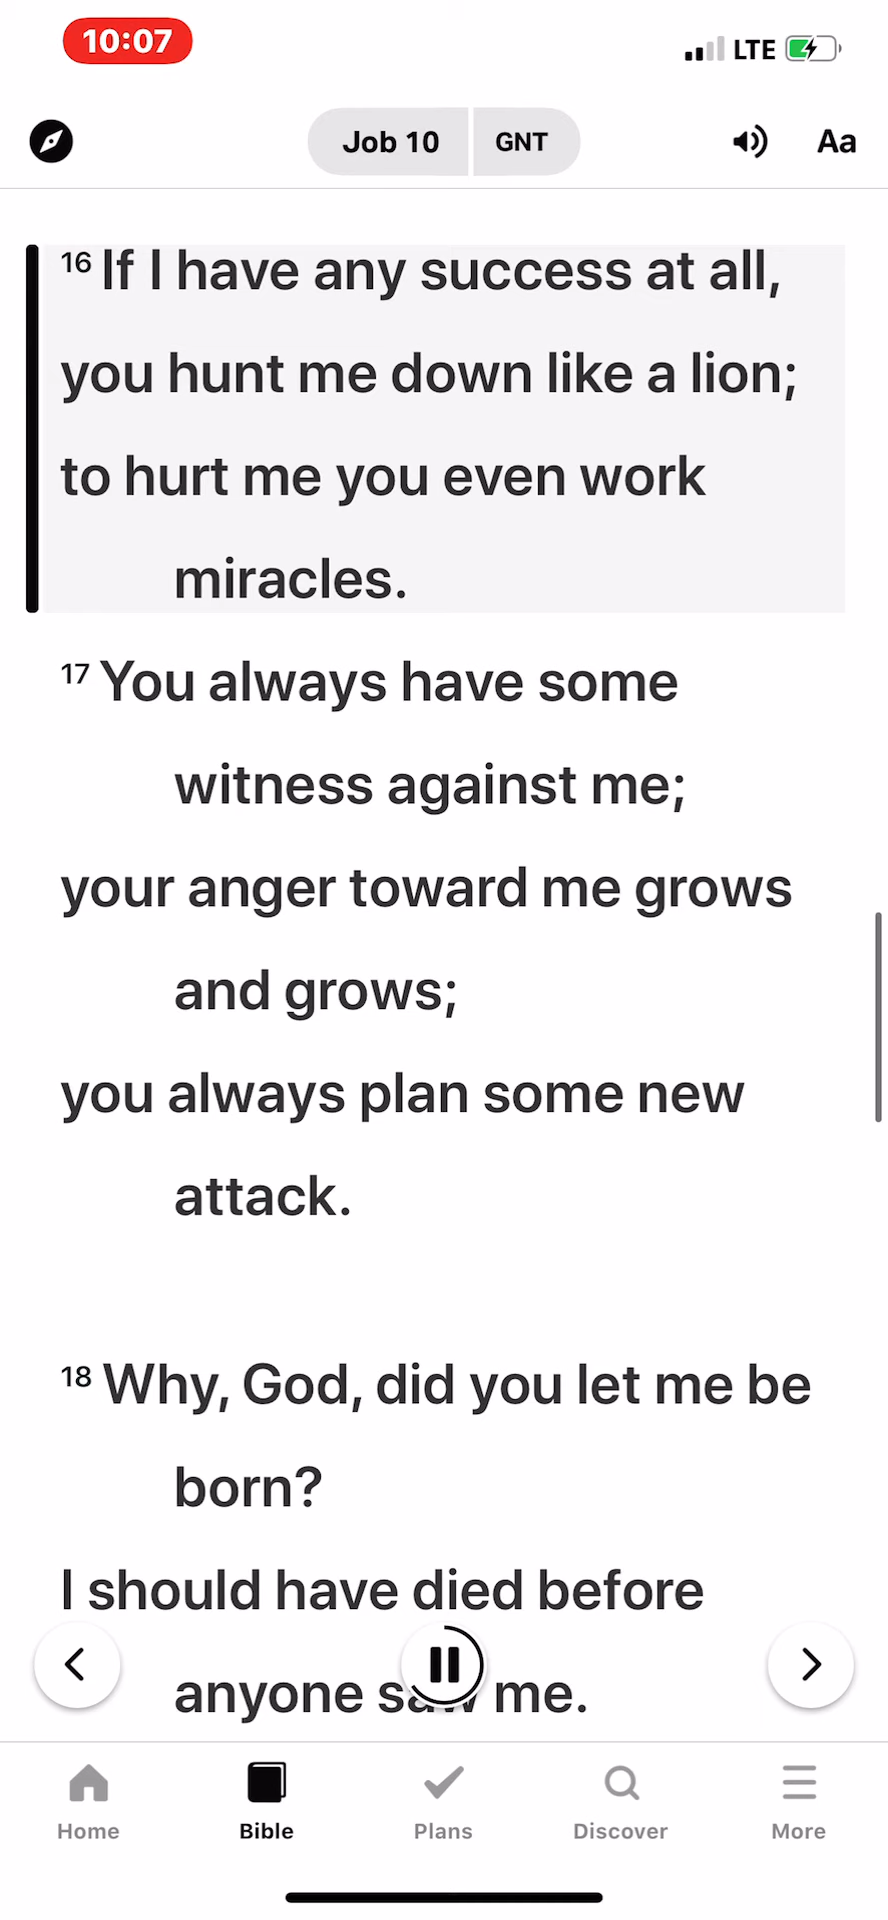 10:07
LTE
Job 10 GNT Aa
16 If I have any success at all,
you hunt me down like a lion;
to hurt me you even work
miracles.
17 You always have some
witness against me;
your anger toward me grows
and grows;
you always plan some new
attack.
18 Why, God, did you let me be
born?
I should have died before
anyone saw me.
Home Bible Plans Discover More